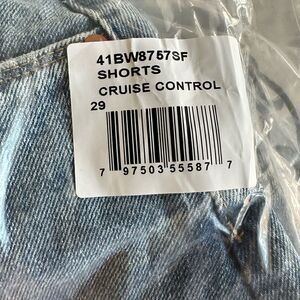 41BW8757SF
SHORTS
CRUISE CONTROL
29
7 97503 55587 7